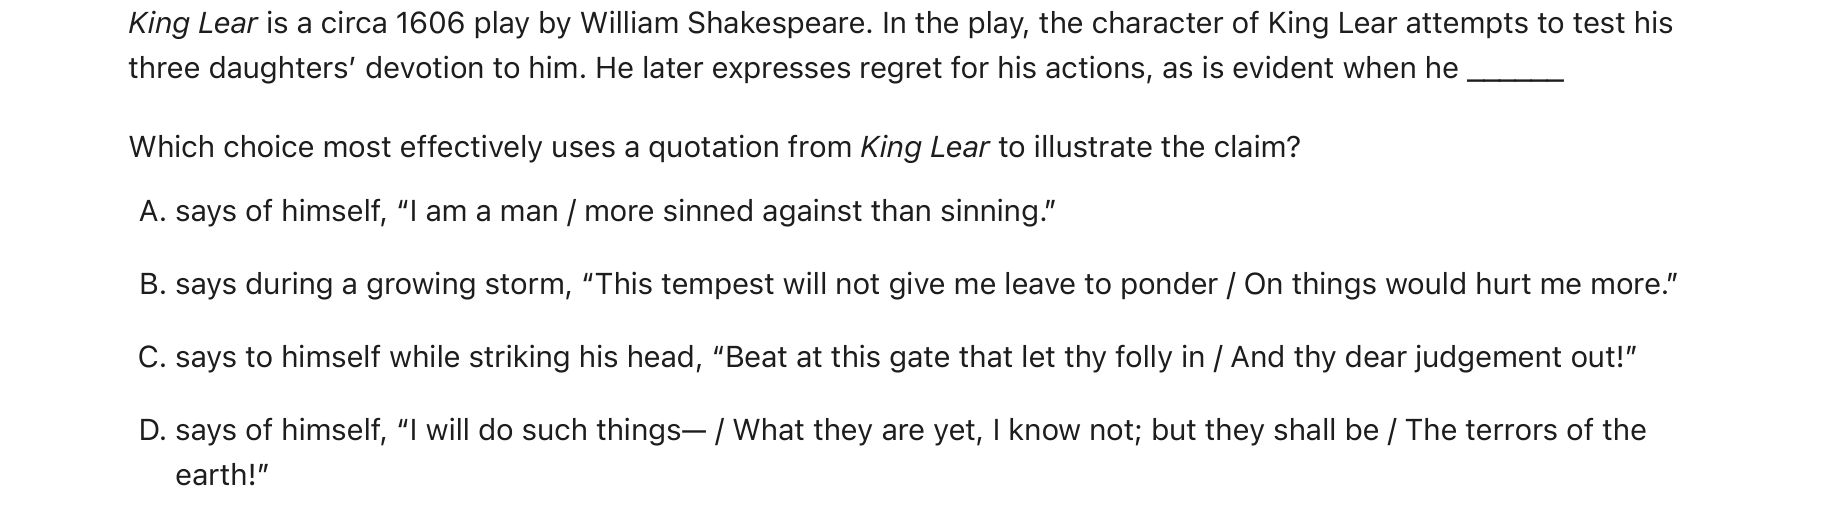 King Lear is a circa 1606 play by William Shakespeare. In the play, the character of King Lear attempts to test his
three daughters’ devotion to him. He later expresses regret for his actions, as is evident when he ______
Which choice most effectively uses a quotation from King Lear to illustrate the claim?
A. says of himself, “I am a man / more sinned against than sinning.”
B. says during a growing storm, “This tempest will not give me leave to ponder / On things would hurt me more.”
C. says to himself while striking his head, “Beat at this gate that let thy folly in / And thy dear judgement out!”
D. says of himself, “I will do such things— / What they are yet, I know not; but they shall be / The terrors of the
earth!”